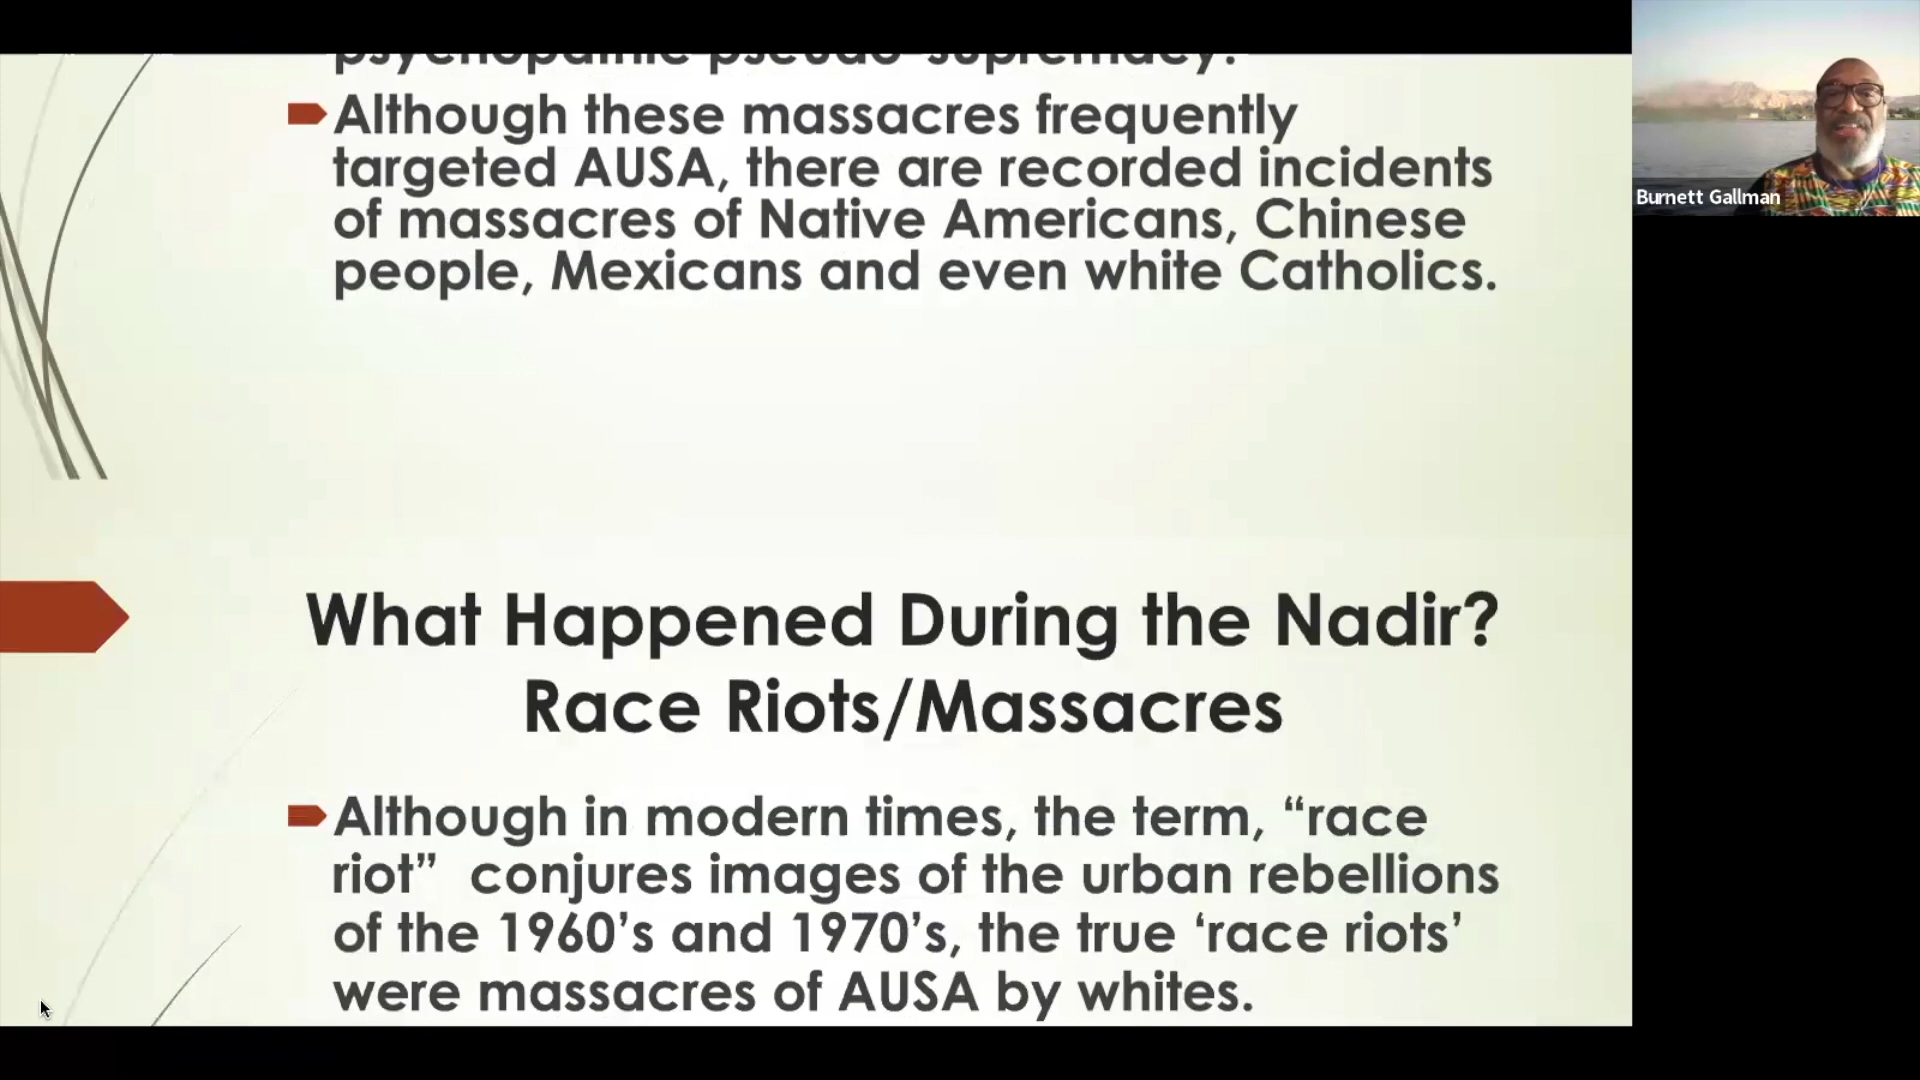 psychopathic pseudo-supremacy.
Although these massacres frequently
targeted AUSA, there are recorded incidents
of massacres of Native Americans, Chinese
people, Mexicans and even white Catholics.
What Happened During the Nadir?
Race Riots/Massacres
Although in modern times, the term, “race
riot”  conjures images of the urban rebellions
of the 1960’s and 1970’s, the true ‘race riots’
were massacres of AUSA by whites.
Burnett Gallman